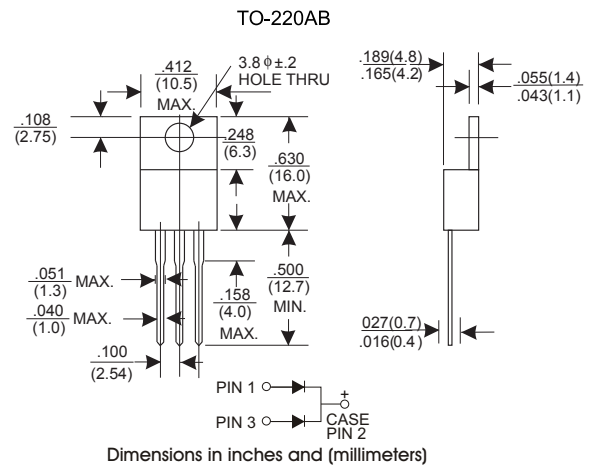 TO-220AB
.412
(10.5)
MAX.
3.8 ϕ±.2
HOLE THRU
.189(4.8)
.165(4.2)
.055(1.4)
.043(1.1)
.108
(2.75)
.248
(6.3)
.630
(16.0)
MAX.
.051
(1.3)
MAX.
.040
(1.0)
MAX.
.158
(4.0)
MAX.
.500
(12.7)
MIN.
027(0.7)
.016(0.4)
.100
(2.54)
PIN 1
PIN 3
+
CASE
PIN 2
Dimensions in inches and (millimeters)